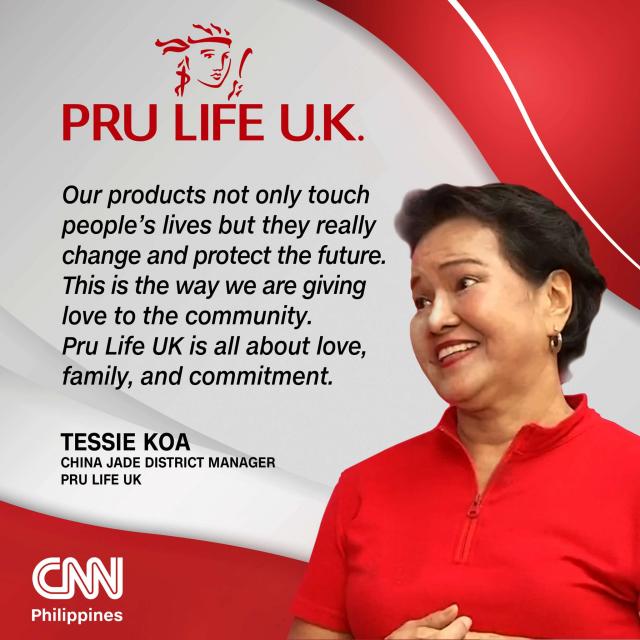 PRU LIFE U.K.
Our products not only touch
people's lives but they really
change and protect the future.
This is the way we are giving
love to the community.
Pru Life UK is all about love,
family, and commitment.
TESSIE KOA
CHINA JADE DISTRICT MANAGER
PRU LIFE UK
CNN
Philippines